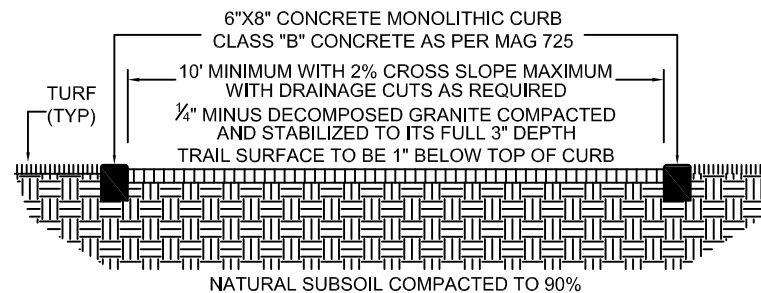 6"X8" CONCRETE MONOLITHIC CURB
CLASS "B" CONCRETE AS PER MAG 725
10' MINIMUM WITH 2% CROSS SLOPE MAXIMUM
WITH DRAINAGE CUTS AS REQUIRED
TURF
(TYP)
¼" MINUS DECOMPOSED GRANITE COMPACTED
AND STABILIZED TO ITS FULL 3" DEPTH
TRAIL SURFACE TO BE 1" BELOW TOP OF CURB
NATURAL SUBSOIL COMPACTED TO 90%